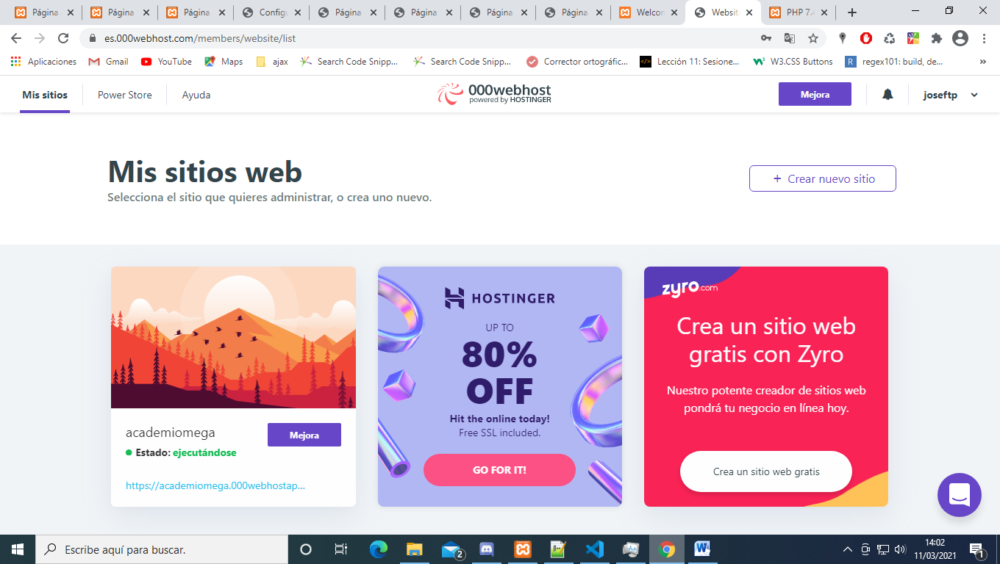 Página
Página
Página
Configu
Página
Página
Página
Página
Welcon
Website
PHP 7.4
es.000webhost.com/members/website/list
Aplicaciones
Gmail
YouTube
Maps
ajax
Search Code Snipp...
Search Code Snipp...
Corrector ortográfic...
Lección 11: Sesione...
W3.CSS Buttons
R
regex101: build, de...
»
Mis sitios
Power Store
Ayuda
000webhost
powered by HOSTINGER
Mejora
joseftp
Mis sitios web
Selecciona el sitio que quieres administrar, o crea uno nuevo.
+ Crear nuevo sitio
academiomega
Mejora
Estado: ejecutándose
https://academiomega.000webhostap...
HOSTINGER
UP TO
80%
OFF
Hit the online today!
Free SSL included.
GO FOR IT!
zyro.com
Crea un sitio web
gratis con Zyro
Nuestro potente creador de sitios web
pondrá tu negocio en línea hoy.
Crea un sitio web gratis
Escribe aquí para buscar.
2
14:02
11/03/2021
1